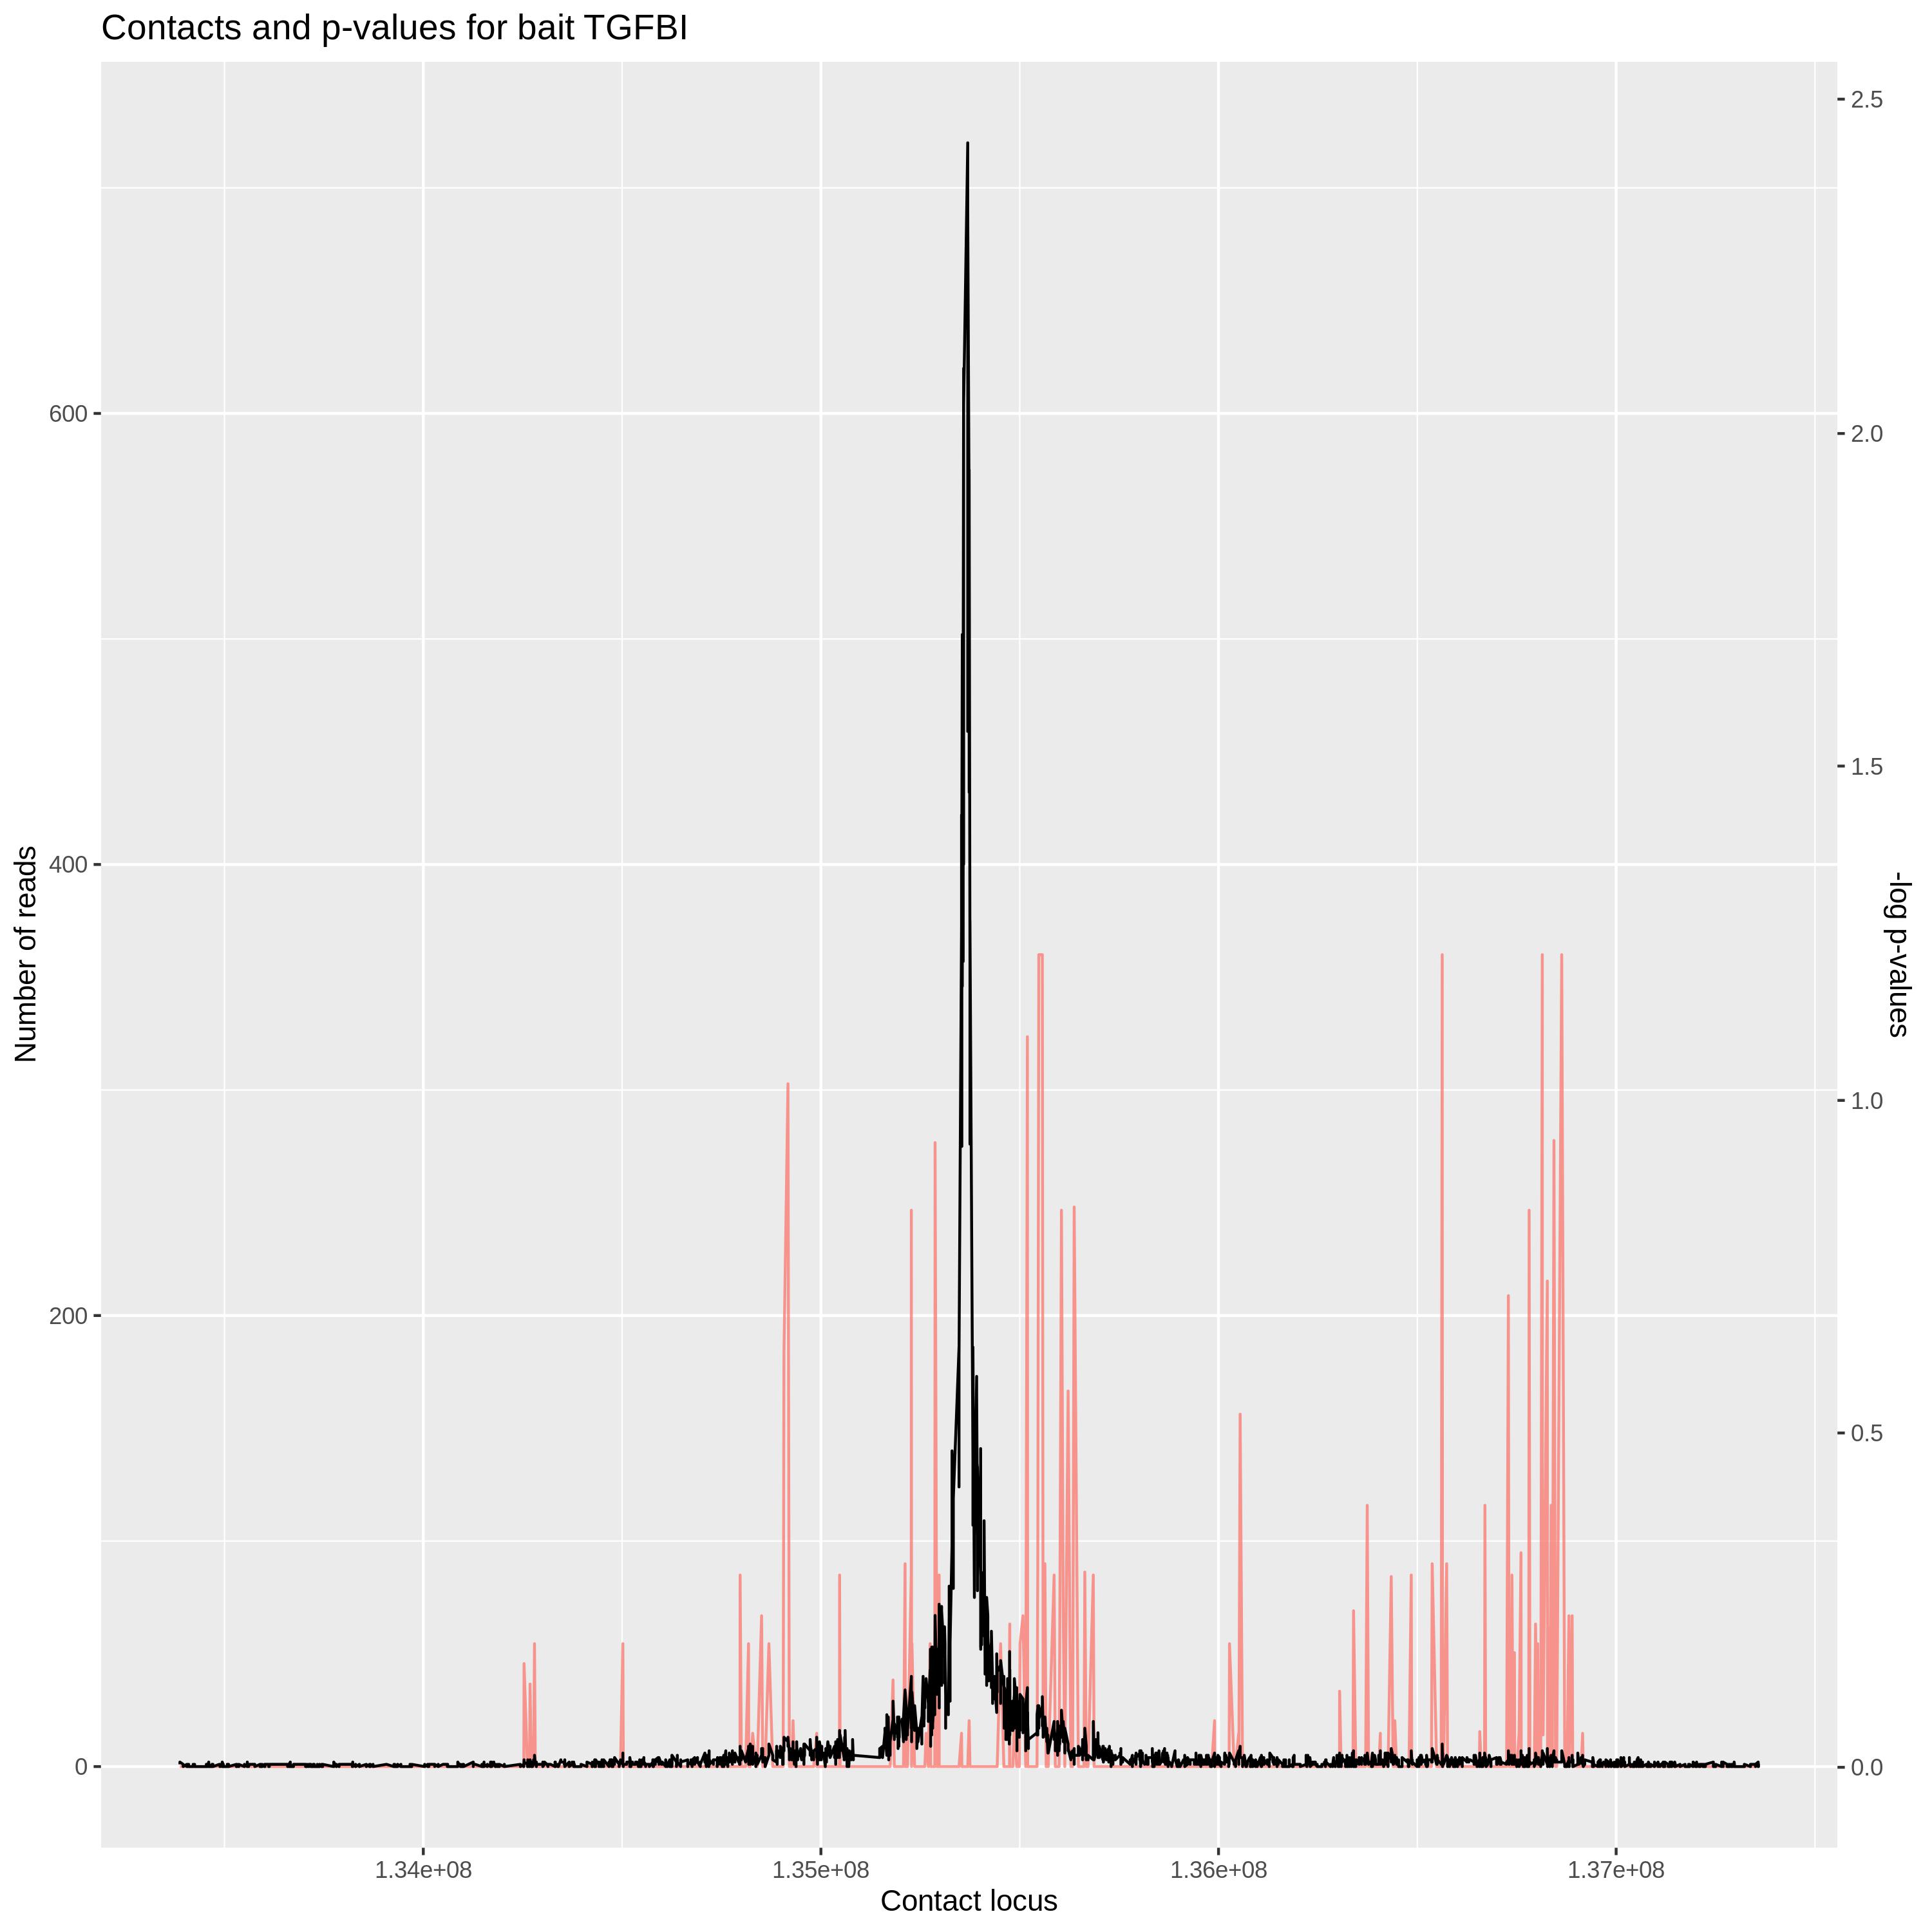 Contacts and p-values for bait TGFBI
Number of reads
600
400
200
0
2.5
2.0
1.5
1.0
0.5
0.0
-log p-values
1.34e+08
1.35e+08
1.36e+08
1.37e+08
Contact locus